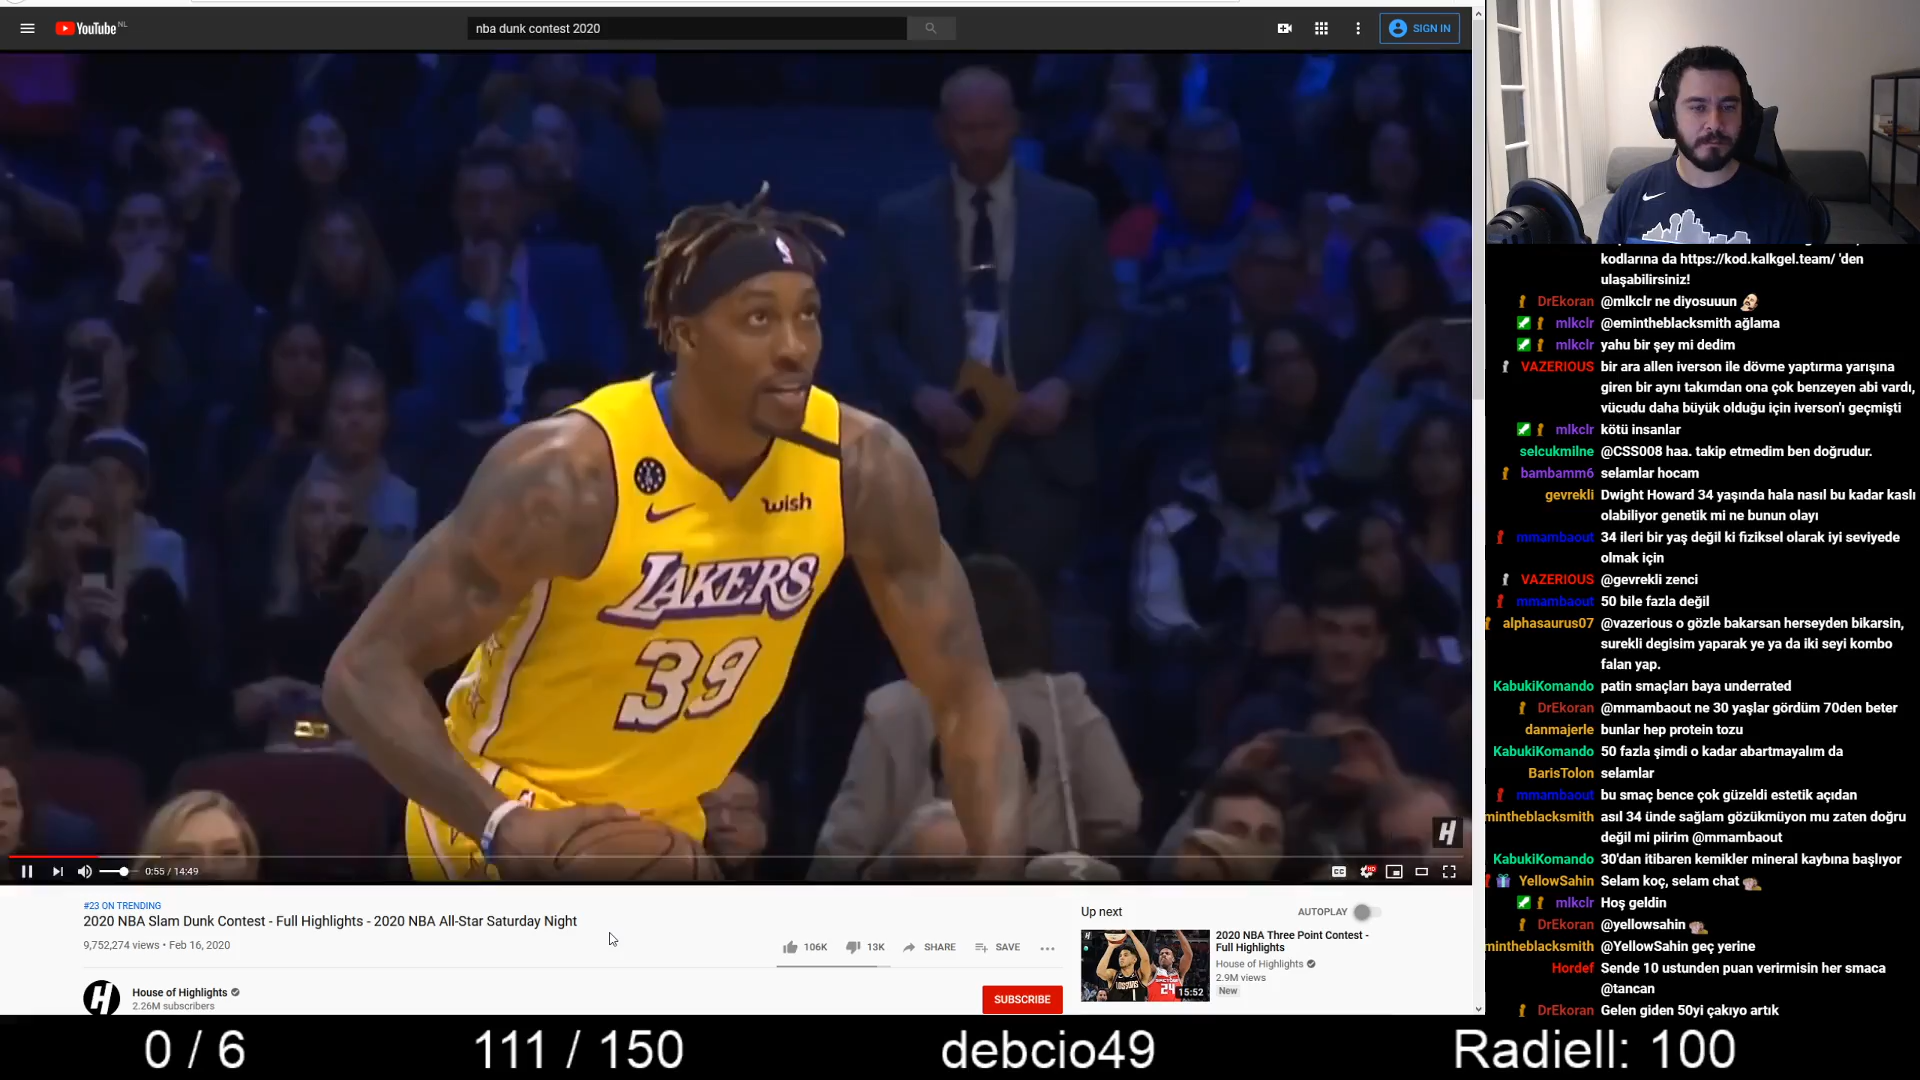 YouTube NL
nba dunk contest 2020
SIGN IN
wish
LAKERS
39
H
0:55 / 14:49
CC
HD
#23 ON TRENDING
2020 NBA Slam Dunk Contest - Full Highlights - 2020 NBA All-Star Saturday Night
9,752,274 views • Feb 16, 2020
106K
13K
SHARE
SAVE
H
House of Highlights
2.26M subscribers
SUBSCRIBE
Up next
AUTOPLAY
2020 NBA Three Point Contest -
Full Highlights
House of Highlights
2.9M views
New
15:52
24
1
kodlarına da https://kod.kalkgel.team/ 'den
ulaşabilirsiniz!
DrEkoran @mlkclr ne diyosuuun
mlkclr @emintheblacksmith ağlama
mlkclr yahu bir şey mi dedim
VAZERIOUS bir ara allen iverson ile dövme yaptırma yarışına
giren bir aynı takımdan ona çok benzeyen abi vardı,
vücudu daha büyük olduğu için iverson'ı geçmişti
mlkclr kötü insanlar
selcukmilne @CSS008 haa. takip etmedim ben doğrudur.
bambamm6 selamlar hocam
gevrekli Dwight Howard 34 yaşında hala nasıl bu kadar kaslı
olabiliyor genetik mi ne bunun olayı
mmambaout 34 ileri bir yaş değil ki fiziksel olarak iyi seviyede
olmak için
VAZERIOUS @gevrekli zenci
mmambaout 50 bile fazla değil
alphasaurus07 @vazerious o gözle bakarsan herseyden bikarsin,
surekli degisim yaparak ye ya da iki seyi kombo
falan yap.
KabukiKomando patin smaçları baya underrated
DrEkoran @mmambaout ne 30 yaşlar gördüm 70den beter
danmajerle bunlar hep protein tozu
KabukiKomando 50 fazla şimdi o kadar abartmayalım da
BarisTolon selamlar
mmambaout bu smaç bence çok güzeldi estetik açıdan
mintheblacksmith asıl 34 ünde sağlam gözükmüyon mu zaten doğru
değil mi piirim @mmambaout
KabukiKomando 30'dan itibaren kemikler mineral kaybına başlıyor
YellowSahin Selam koç, selam chat
mlkclr Hoş geldin
DrEkoran @yellowsahin
mintheblacksmith @YellowSahin geç yerine
Hordef Sende 10 ustunden puan verirmisin her smaca
@tancan
DrEkoran Gelen giden 50yi çakıyo artık
0 / 6
111 / 150
debcio49
Radiell: 100